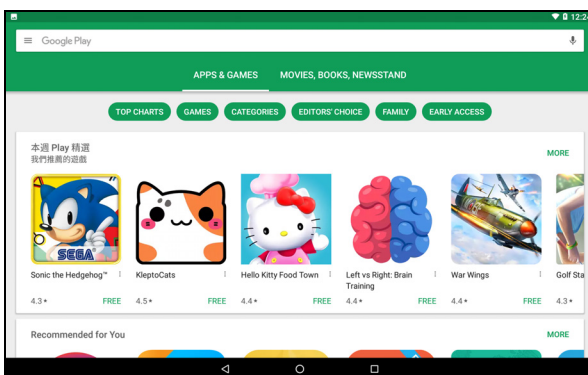 12:24
Google Play
APPS & GAMES MOVIES, BOOKS, NEWSSTAND
TOP CHARTS GAMES CATEGORIES EDITORS' CHOICE FAMILY EARLY ACCESS
本週 Play 精選
MORE
我們推薦的遊戲
SEGA
Sonic the Hedgehog™ KleptoCats Hello Kitty Food Town Left vs Right: Brain War Wings Golf Sta
Training
4.3★ FREE 4.5★ FREE 4.4★ FREE 4.4★ FREE 4.4★ FREE 4.3★
Recommended for You MORE